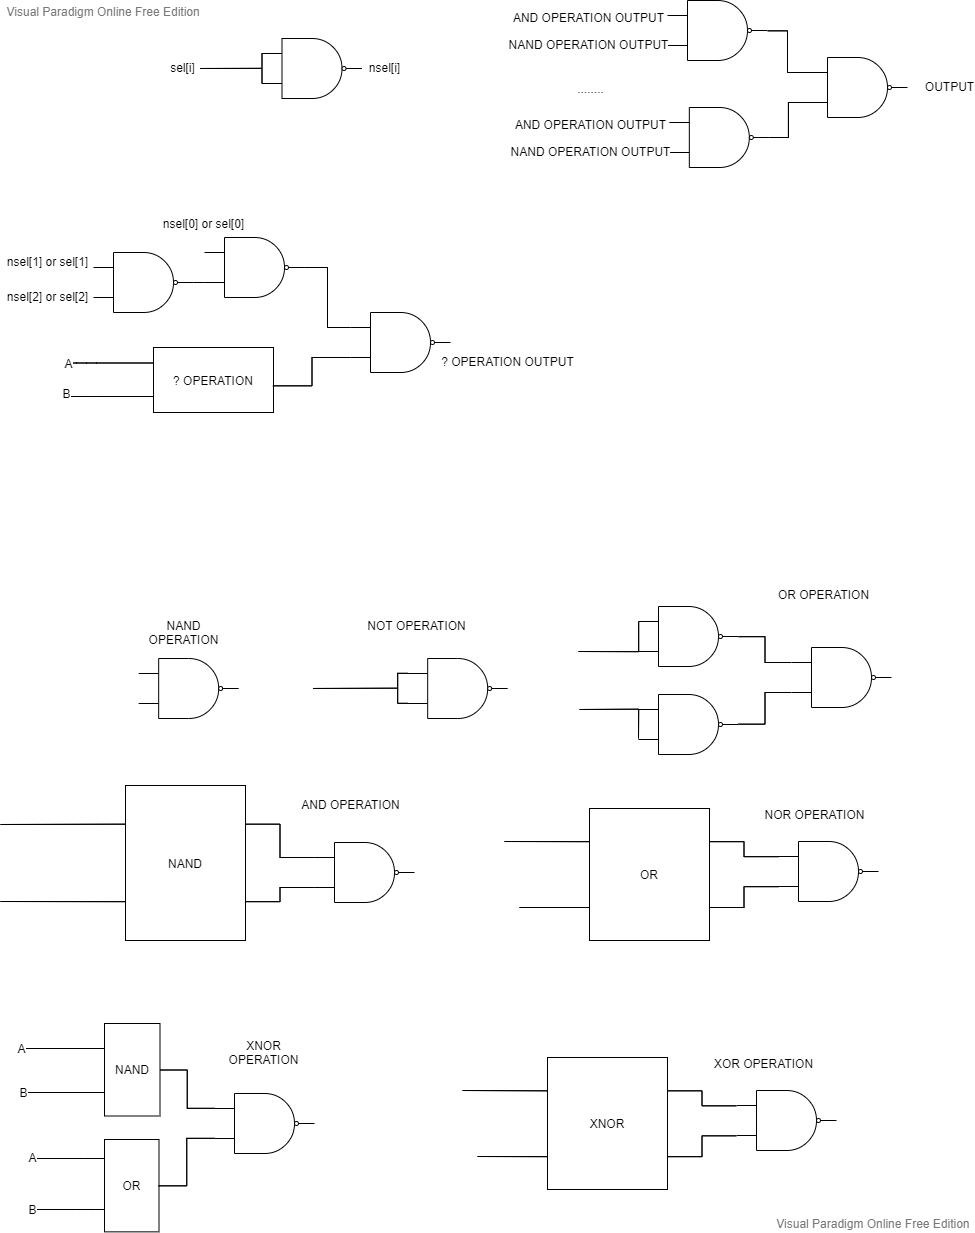 Visual Paradigm Online Free Edition
sel[i]
nsel[i]
AND OPERATION OUTPUT
NAND OPERATION OUTPUT
........
AND OPERATION OUTPUT
NAND OPERATION OUTPUT
OUTPUT
nsel[0] or sel[0]
nsel[1] or sel[1]
nsel[2] or sel[2]
A
B
? OPERATION
? OPERATION OUTPUT
NAND
OPERATION
NOT OPERATION
OR OPERATION
NAND
AND OPERATION
OR
NOR OPERATION
A
B
NAND
A
B
OR
XNOR
OPERATION
XNOR
XOR OPERATION
Visual Paradigm Online Free Edition